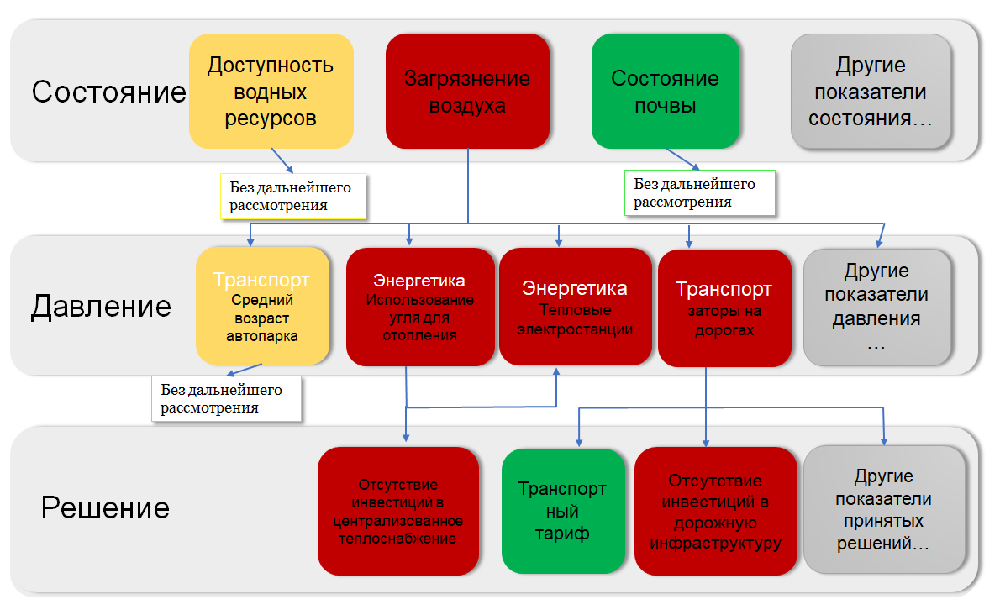 Состояние
Доступность
водных
ресурсов
Загрязнение
воздуха
Состояние
почвы
Другие
показатели
состояния…
Без дальнейшего
рассмотрения
Без дальнейшего
рассмотрения
Давление
Транспорт
Средний
возраст
автопарка
Энергетика
Использование
угля для
отопления
Энергетика
Тепловые
электростанции
Транспорт
заторы на
дорогах
Другие
показатели
давления
…
Без дальнейшего
рассмотрения
Решение
Отсутствие
инвестиций в
централизованное
теплоснабжение
Транспорт
ный
тариф
Отсутствие
инвестиций в
дорожную
инфраструктуру
Другие
показатели
принятых
решений…